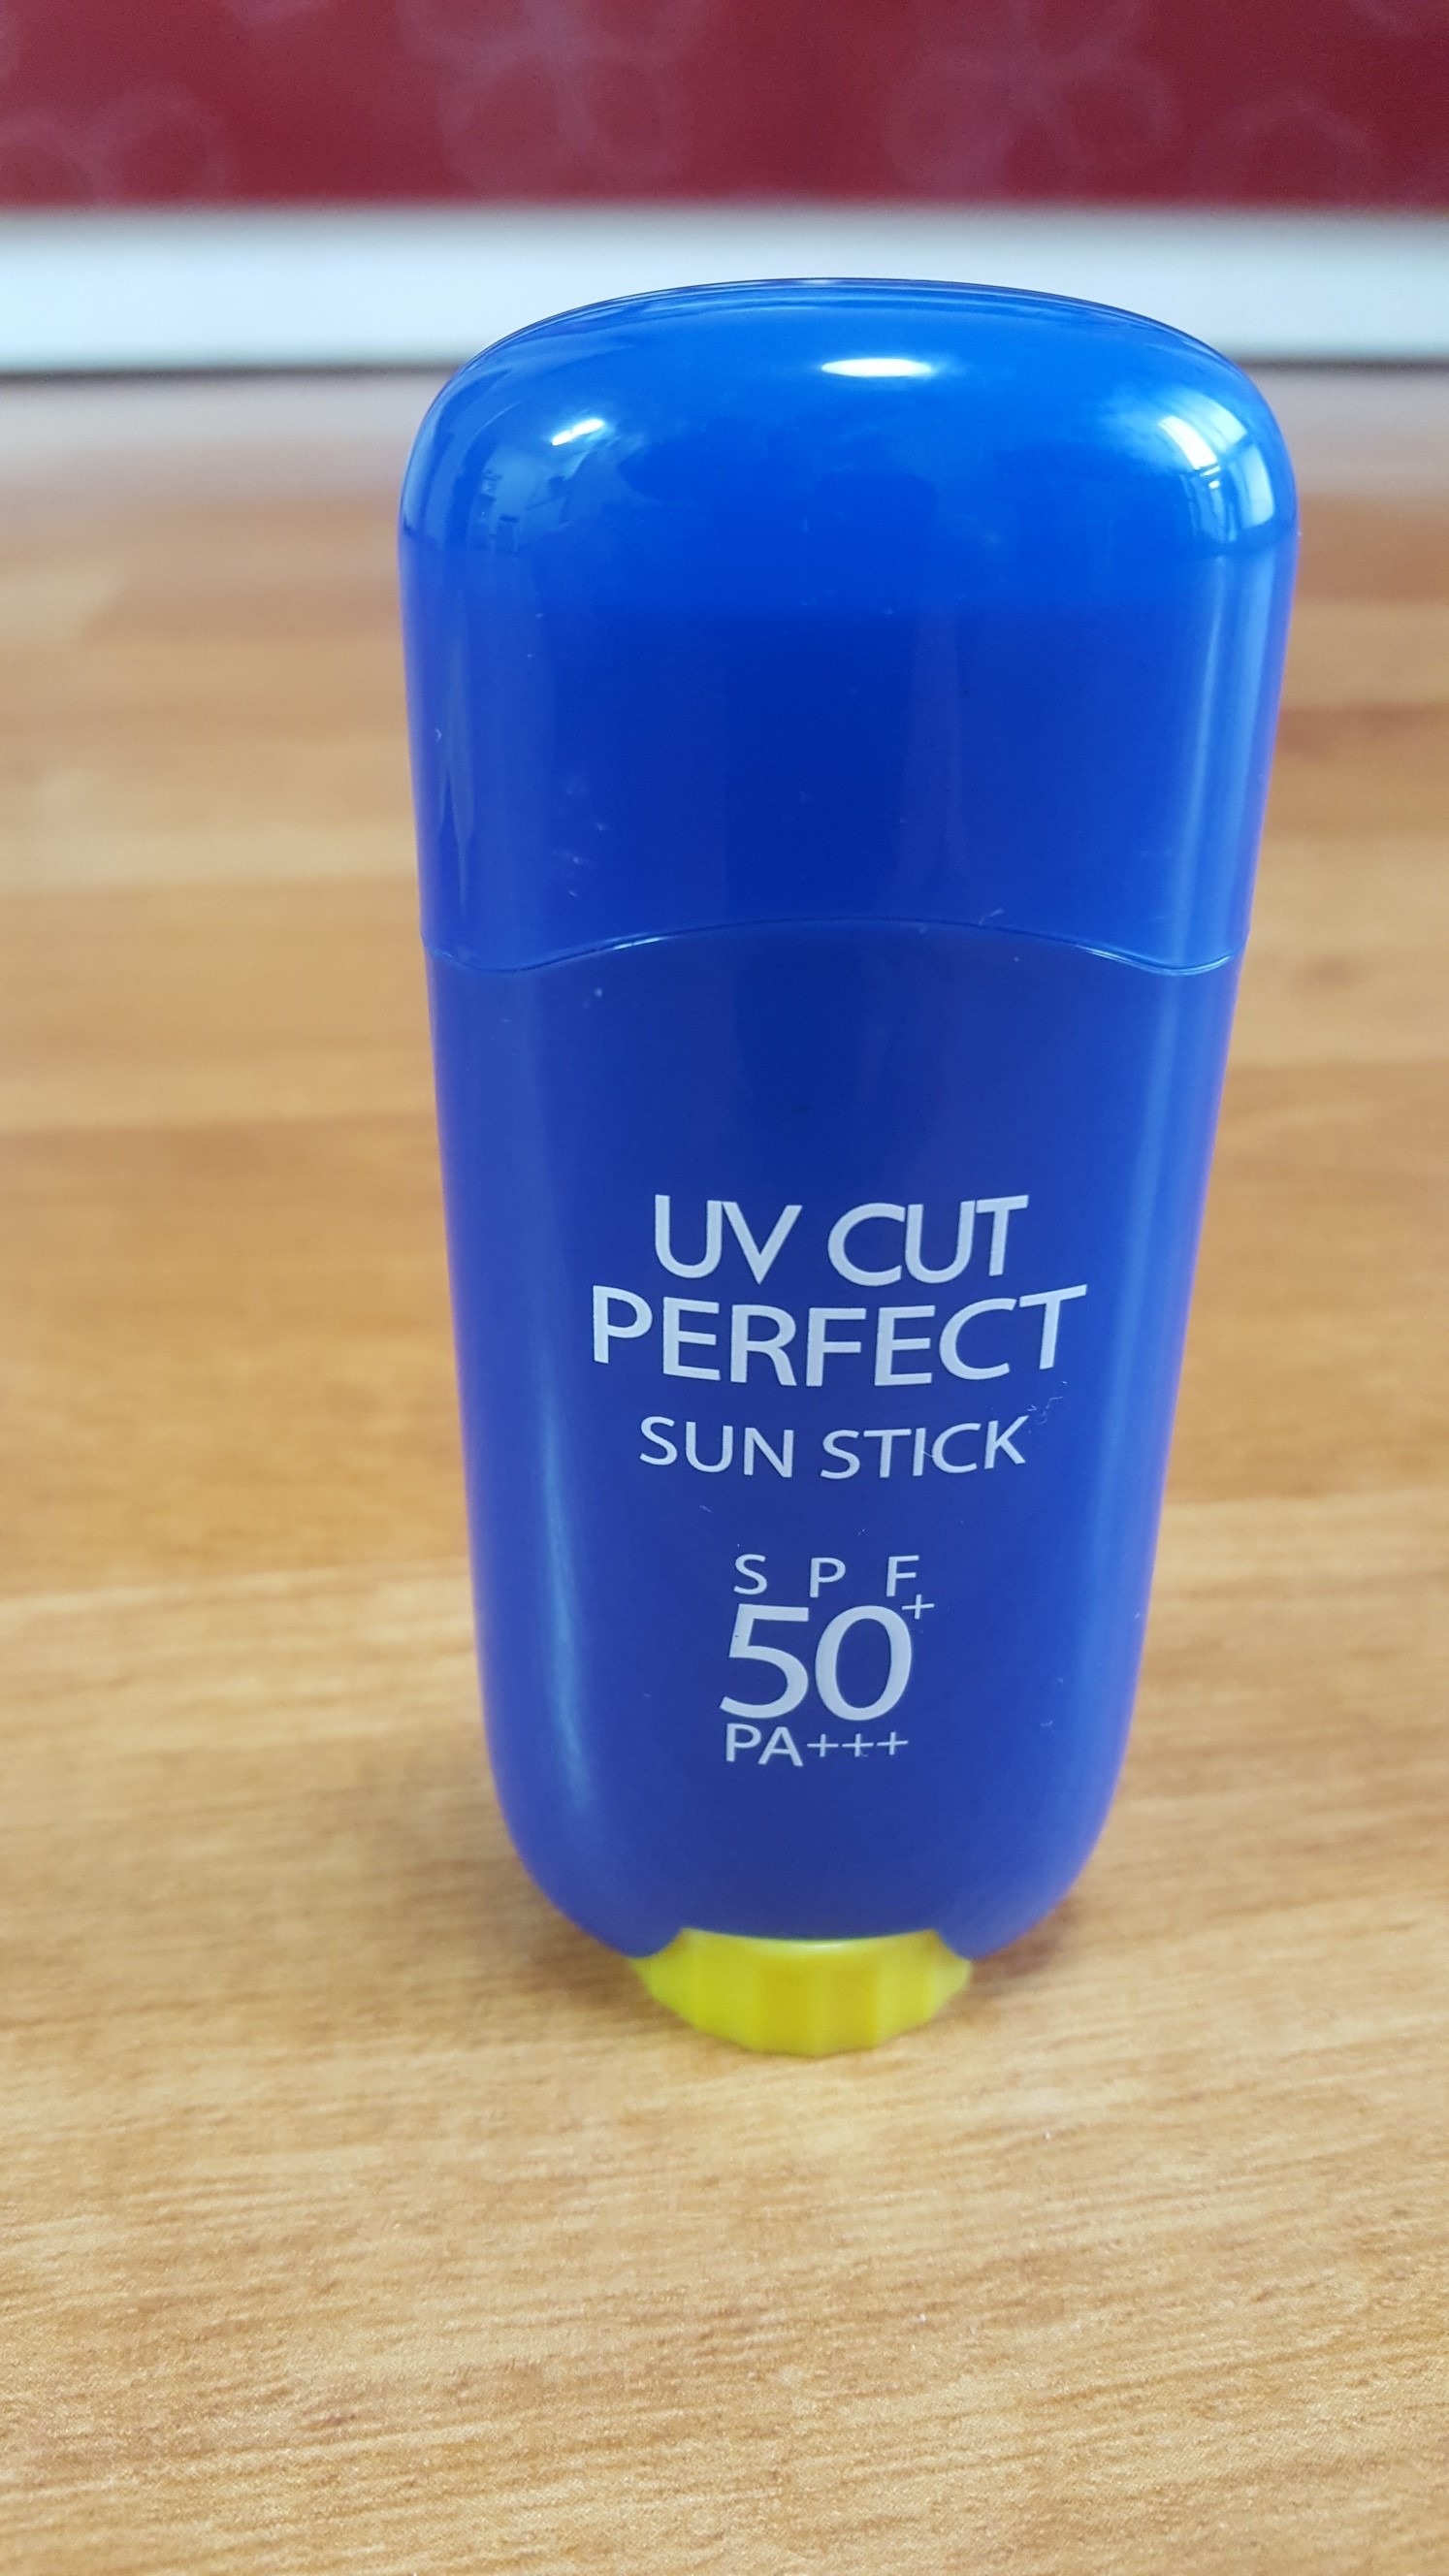 UV CUT
PERFECT
SUN STICK
SPF
50+
PA+++